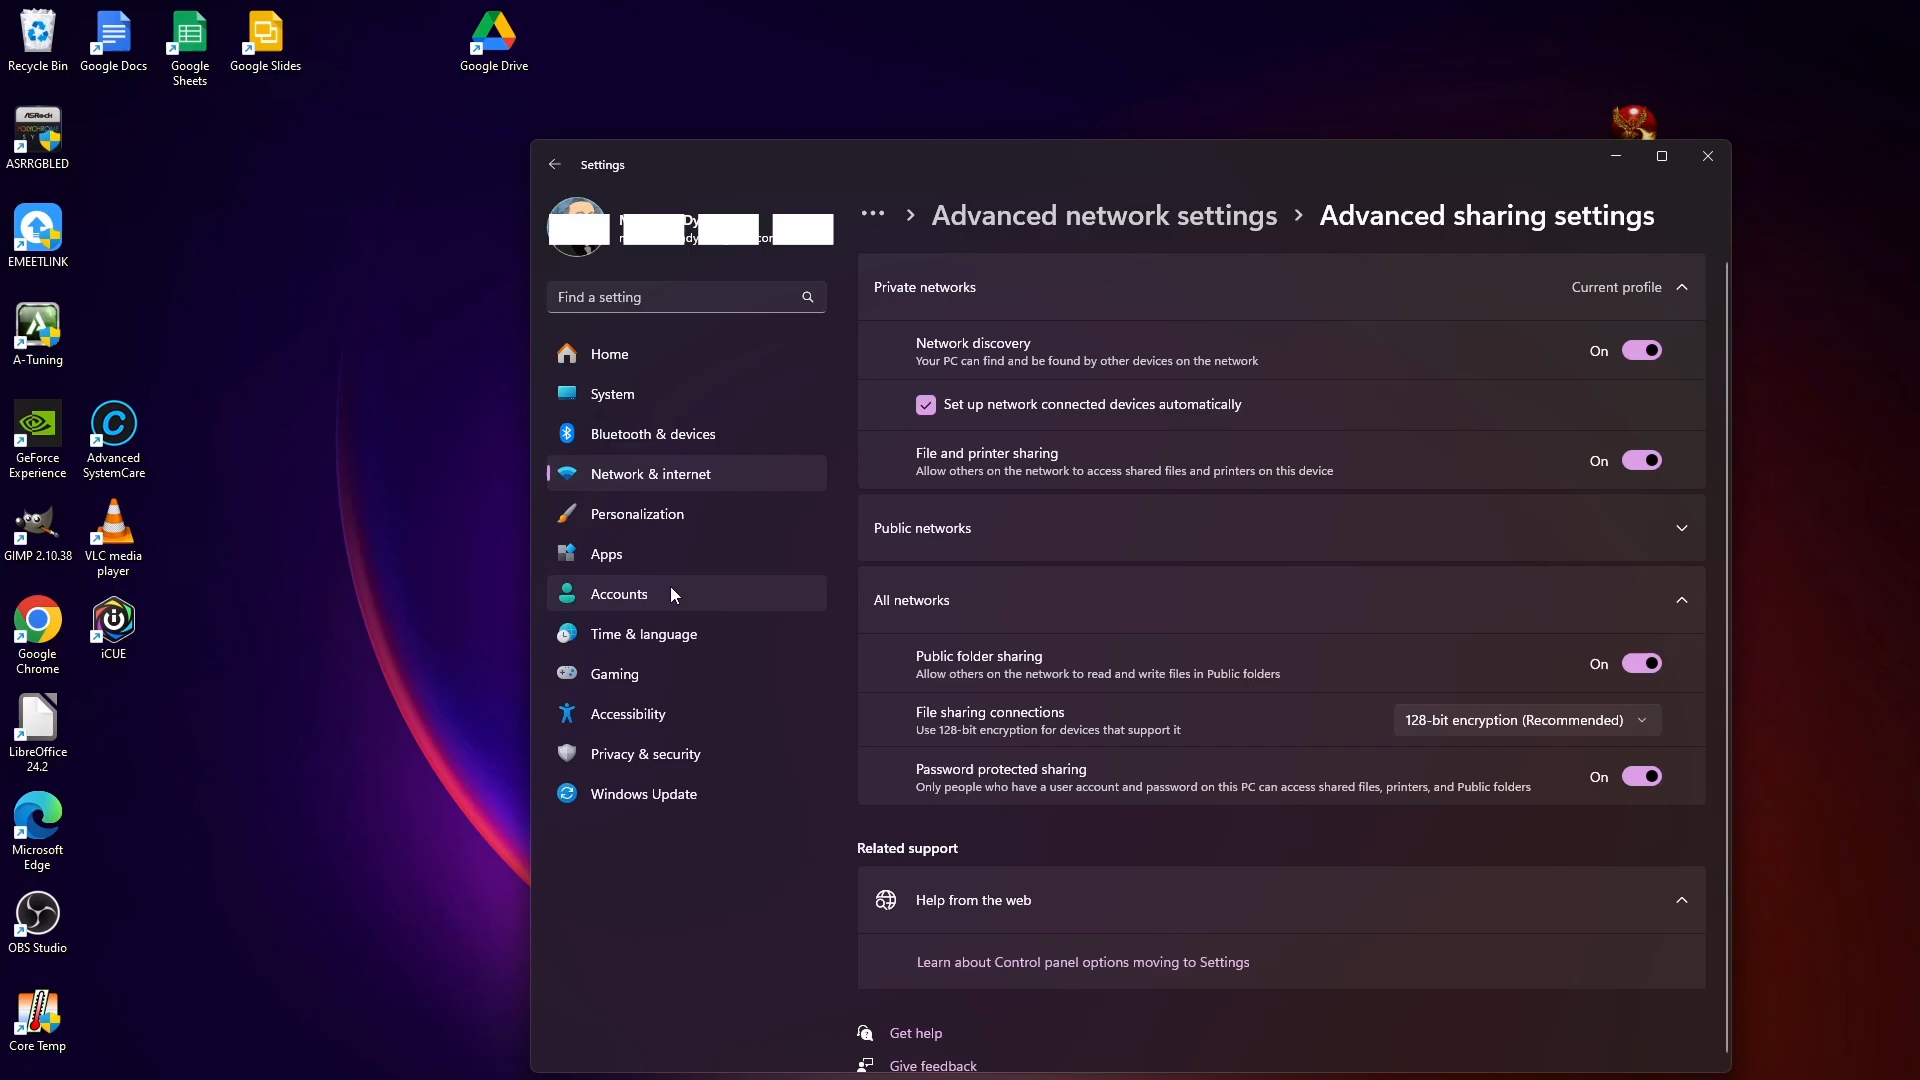 Recycle Bin
Google Docs
Google
Sheets
Google Slides
Google Drive
ASRock
POLYCHROME
ASRRGBLED
EMEETLINK
A-Tuning
GeForce
Experience
Advanced
SystemCare
GIMP 2.10.38
VLC media
player
Google
Chrome
iCUE
LibreOffice
24.2
Microsoft
Edge
OBS Studio
Core Temp
Settings
Find a setting
Home
System
Bluetooth & devices
Network & internet
Personalization
Apps
Accounts
Time & language
Gaming
Accessibility
Privacy & security
Windows Update
··· > Advanced network settings > Advanced sharing settings
Private networks
Current profile
Network discovery
Your PC can find and be found by other devices on the network
On
Set up network connected devices automatically
File and printer sharing
Allow others on the network to access shared files and printers on this device
On
Public networks
All networks
Public folder sharing
Allow others on the network to read and write files in Public folders
On
File sharing connections
Use 128-bit encryption for devices that support it
128-bit encryption (Recommended)
Password protected sharing
Only people who have a user account and password on this PC can access shared files, printers, and Public folders
On
Related support
Help from the web
Learn about Control panel options moving to Settings
Get help
Give feedback